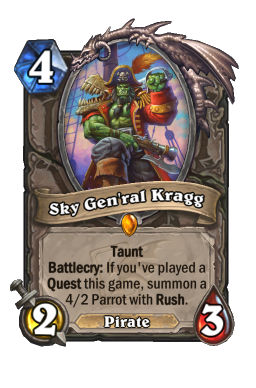 4
Sky Gen'ral Kragg
Taunt
Battlecry: If you've played a
Quest this game, summon a
4/2 Parrot with Rush.
2
Pirate
3